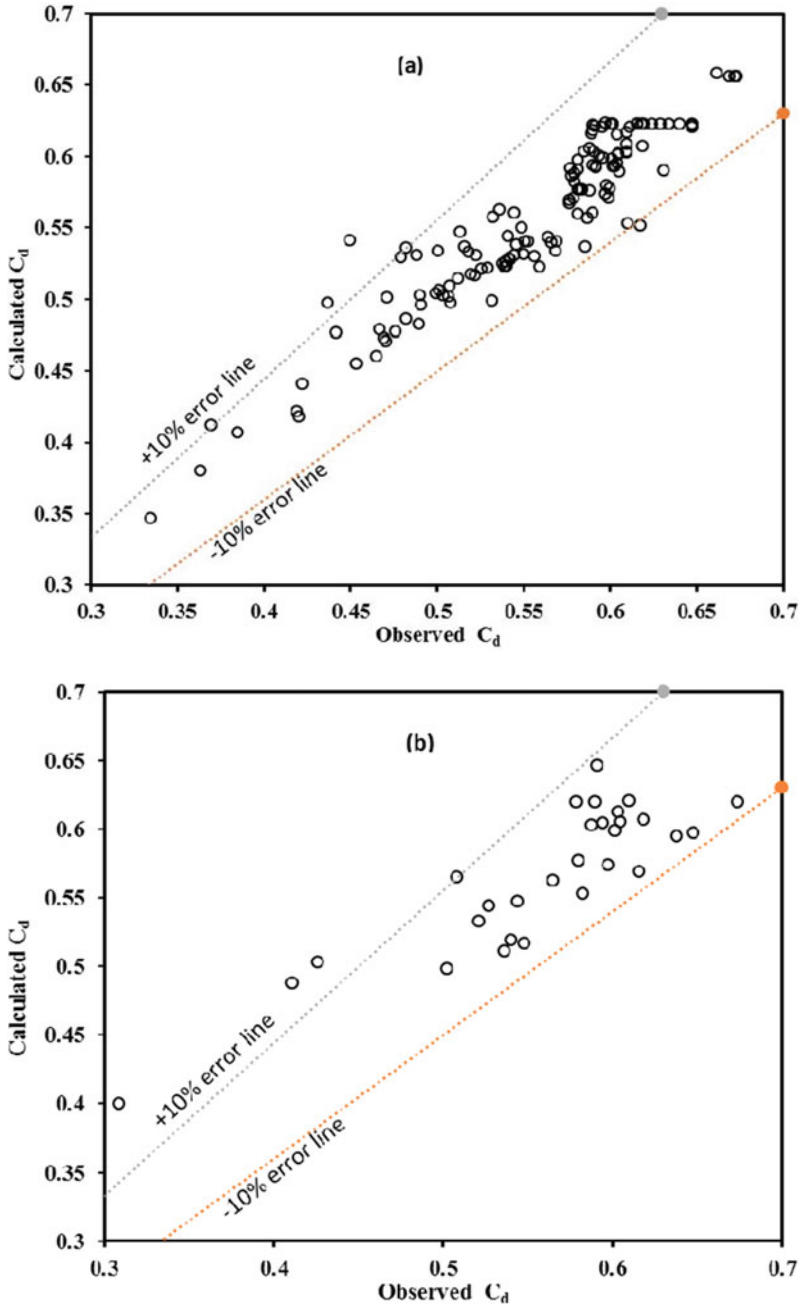 0.7
(a)
0.65
0.6
0.55
0.5
0.45
0.4
0.35
0.3
Calculated Cd
+10% error line
-10% error line
0.3 0.35 0.4 0.45 0.5 0.55 0.6 0.65 0.7
Observed Cd
0.7
(b)
0.65
0.6
0.55
0.5
0.45
0.4
0.35
0.3
Calculated Cd
+10% error line
-10% error line
0.3 0.4 0.5 0.6 0.7
Observed Cd